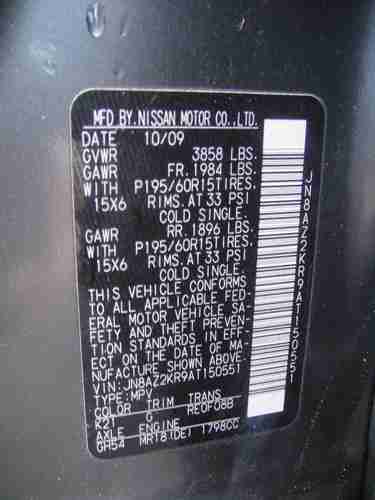 MFD BY. NISSAN MOTOR CO., LTD.
DATE 10/09
GVWR 3858 LBS.
GAWR FR. 1984 LBS.
WITH P195/60R15TIRES.
15X6 RIMS. AT 33 PSI
COLD SINGLE.
GAWR RR. 1896 LBS.
WITH P195/60R15TIRES.
15X6 RIMS. AT 33 PSI
COLD SINGLE.
THIS VEHICLE CONFORMS
TO ALL APPLICABLE FED-
ERAL MOTOR VEHICLE SA-
FETY AND THEFT PREVEN-
TION STANDARDS IN EFF-
ECT ON THE DATE OF MA-
NUFACTURE SHOWN ABOVE.
VIN: JN8AZ2KR9AT150551
TYPE: MPV
COLOR TRIM TRANS
K21 G RE0F08B
AXLE ENGINE
GH54 MR18(DE) 1798CC
JN8AZ2KR9AT150551